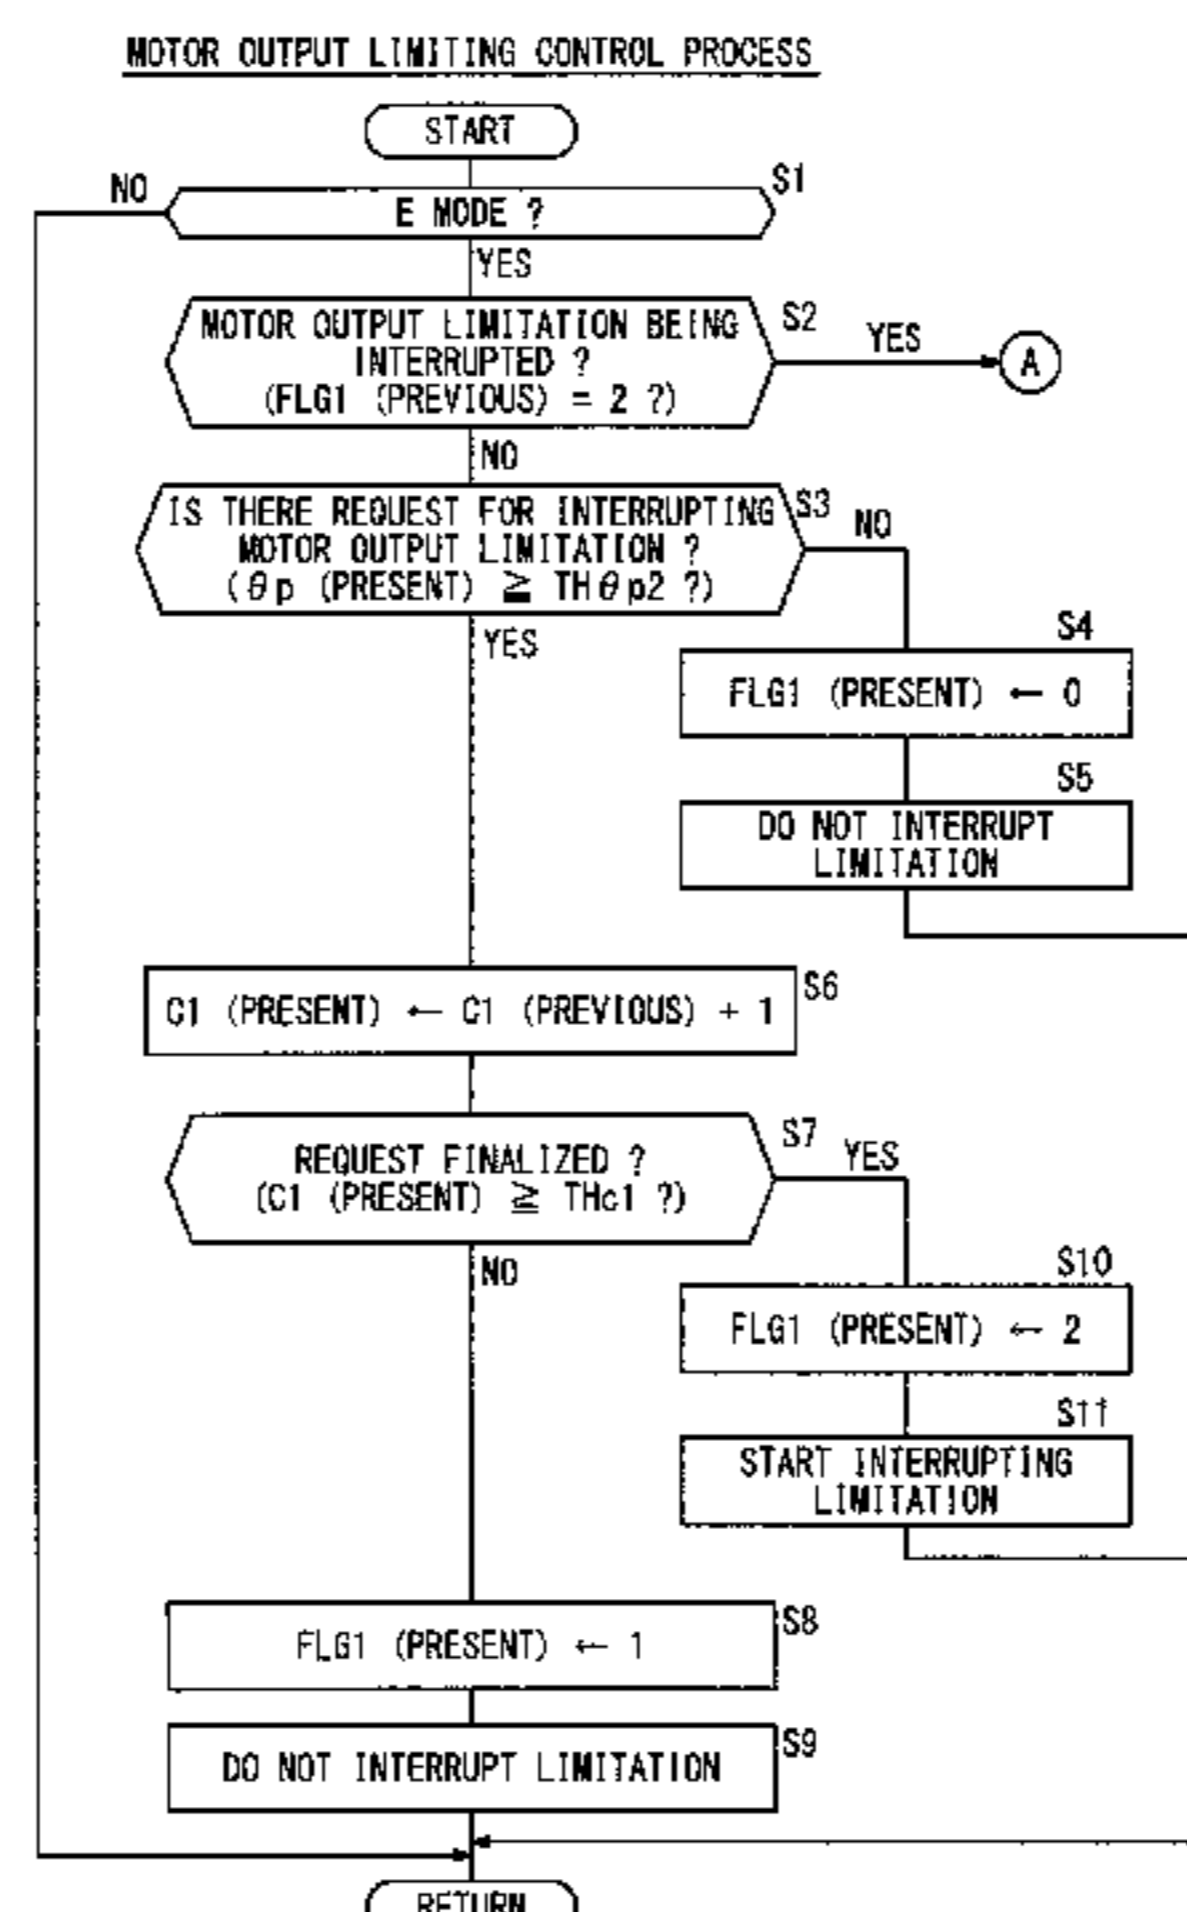 MOTOR OUTPUT LIMITING CONTROL PROCESS
START
NO
S1
E MODE ?
YES
MOTOR OUTPUT LIMITATION BEING
INTERRUPTED ?
(FLG1 (PREVIOUS) = 2 ?)
S2
YES
A
NO
IS THERE REQUEST FOR INTERRUPTING
MOTOR OUTPUT LIMITATION ?
(θp (PRESENT) ≧ THθp2 ?)
S3
NO
YES
S4
FLG1 (PRESENT) ← 0
S5
DO NOT INTERRUPT
LIMITATION
C1 (PRESENT) ← C1 (PREVIOUS) + 1
S6
REQUEST FINALIZED ?
(C1 (PRESENT) ≧ THc1 ?)
S7
YES
NO
S10
FLG1 (PRESENT) ← 2
S11
START INTERRUPTING
LIMITATION
FLG1 (PRESENT) ← 1
S8
DO NOT INTERRUPT LIMITATION
S9
RETURN